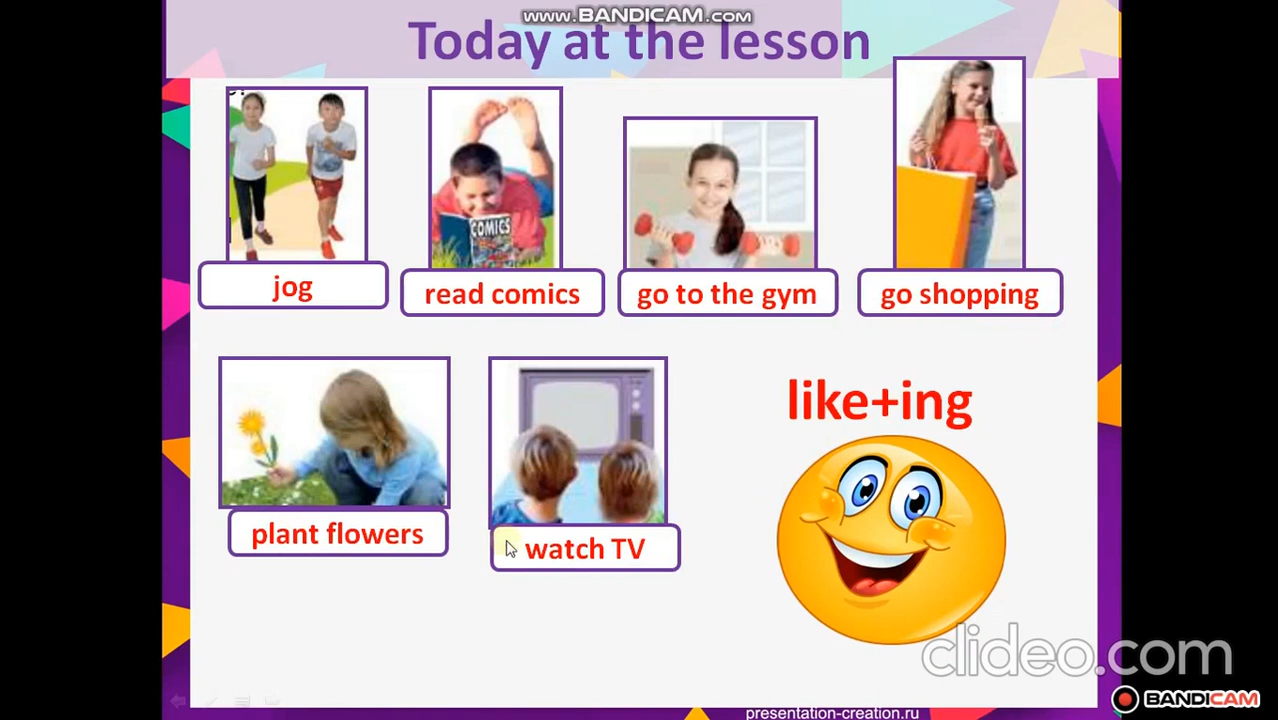 www.BANDICAM.com
Today at the lesson
COMICS
jog
read comics
go to the gym
go shopping
like+ing
plant flowers
watch TV
clideo.com
BANDICAM
presentation-creation.ru